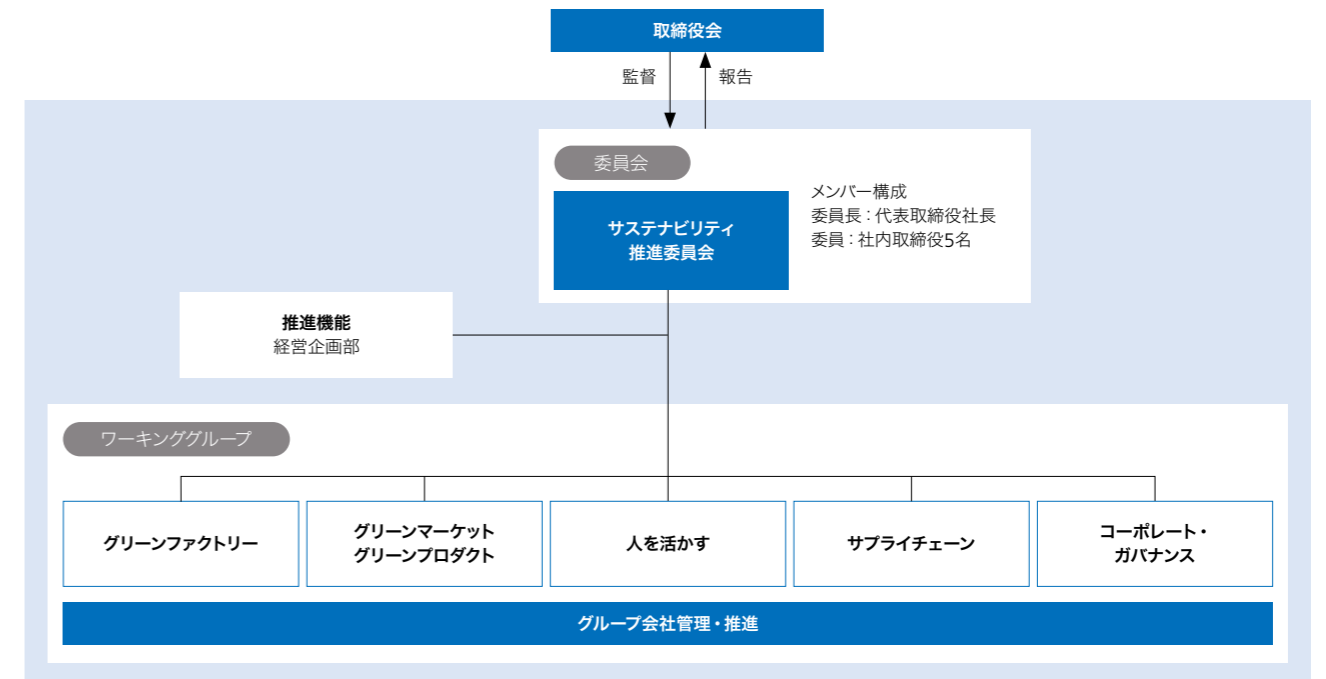 取締役会
監督
報告
委員会
サステナビリティ
推進委員会
メンバー構成
委員長：代表取締役社長
委員：社内取締役5名
推進機能
経営企画部
ワーキンググループ
グリーンファクトリー
グリーンマーケット
グリーンプロダクト
人を活かす
サプライチェーン
コーポレート・
ガバナンス
グループ会社管理・推進